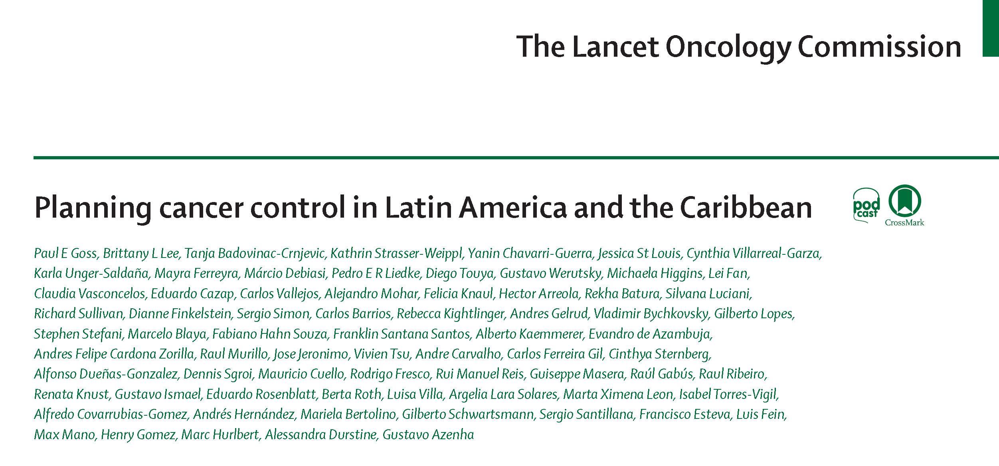 The Lancet Oncology Commission
Planning cancer control in Latin America and the Caribbean
pod
cast
CrossMark
Paul E Goss, Brittany L Lee, Tanja Badovinac-Crnjevic, Kathrin Strasser-Weippl, Yanin Chavarri-Guerra, Jessica St Louis, Cynthia Villarreal-Garza,
Karla Unger-Saldaña, Mayra Ferreyra, Márcio Debiasi, Pedro E R Liedke, Diego Touya, Gustavo Werutsky, Michaela Higgins, Lei Fan,
Claudia Vasconcelos, Eduardo Cazap, Carlos Vallejos, Alejandro Mohar, Felicia Knaul, Hector Arreola, Rekha Batura, Silvana Luciani,
Richard Sullivan, Dianne Finkelstein, Sergio Simon, Carlos Barrios, Rebecca Kightlinger, Andres Gelrud, Vladimir Bychkovsky, Gilberto Lopes,
Stephen Stefani, Marcelo Blaya, Fabiano Hahn Souza, Franklin Santana Santos, Alberto Kaemmerer, Evandro de Azambuja,
Andres Felipe Cardona Zorilla, Raul Murillo, Jose Jeronimo, Vivien Tsu, Andre Carvalho, Carlos Ferreira Gil, Cinthya Sternberg,
Alfonso Dueñas-Gonzalez, Dennis Sgroi, Mauricio Cuello, Rodrigo Fresco, Rui Manuel Reis, Guiseppe Masera, Raúl Gabús, Raul Ribeiro,
Renata Knust, Gustavo Ismael, Eduardo Rosenblatt, Berta Roth, Luisa Villa, Argelia Lara Solares, Marta Ximena Leon, Isabel Torres-Vigil,
Alfredo Covarrubias-Gomez, Andrés Hernández, Mariela Bertolino, Gilberto Schwartsmann, Sergio Santillana, Francisco Esteva, Luis Fein,
Max Mano, Henry Gomez, Marc Hurlbert, Alessandra Durstine, Gustavo Azenha